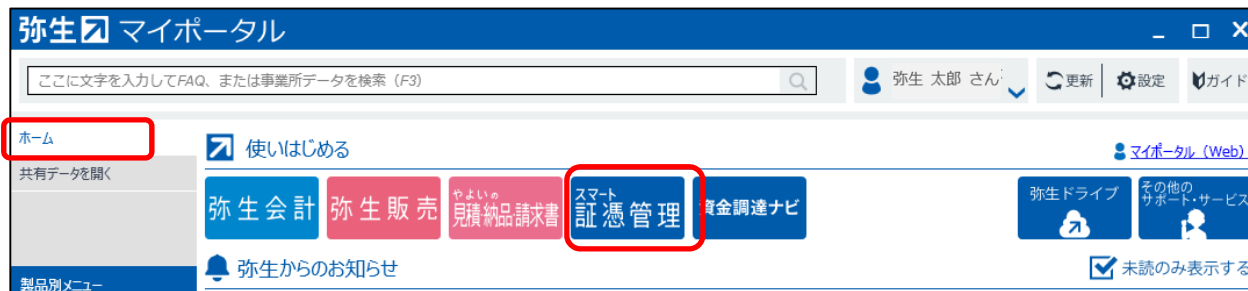 弥生 マイポータル
ここに文字を入力してFAQ、または事業所データを検索（F3）
弥生 太郎 さん
更新
設定
ガイド
ホーム
共有データを開く
使いはじめる
マイポータル（Web）
弥生会計
弥生販売
やよいの
見積・納品・請求書
スマート
証憑管理
資金調達ナビ
弥生ドライブ
その他の
サポート・サービス
弥生からのお知らせ
未読のみ表示する
製品別メニュー